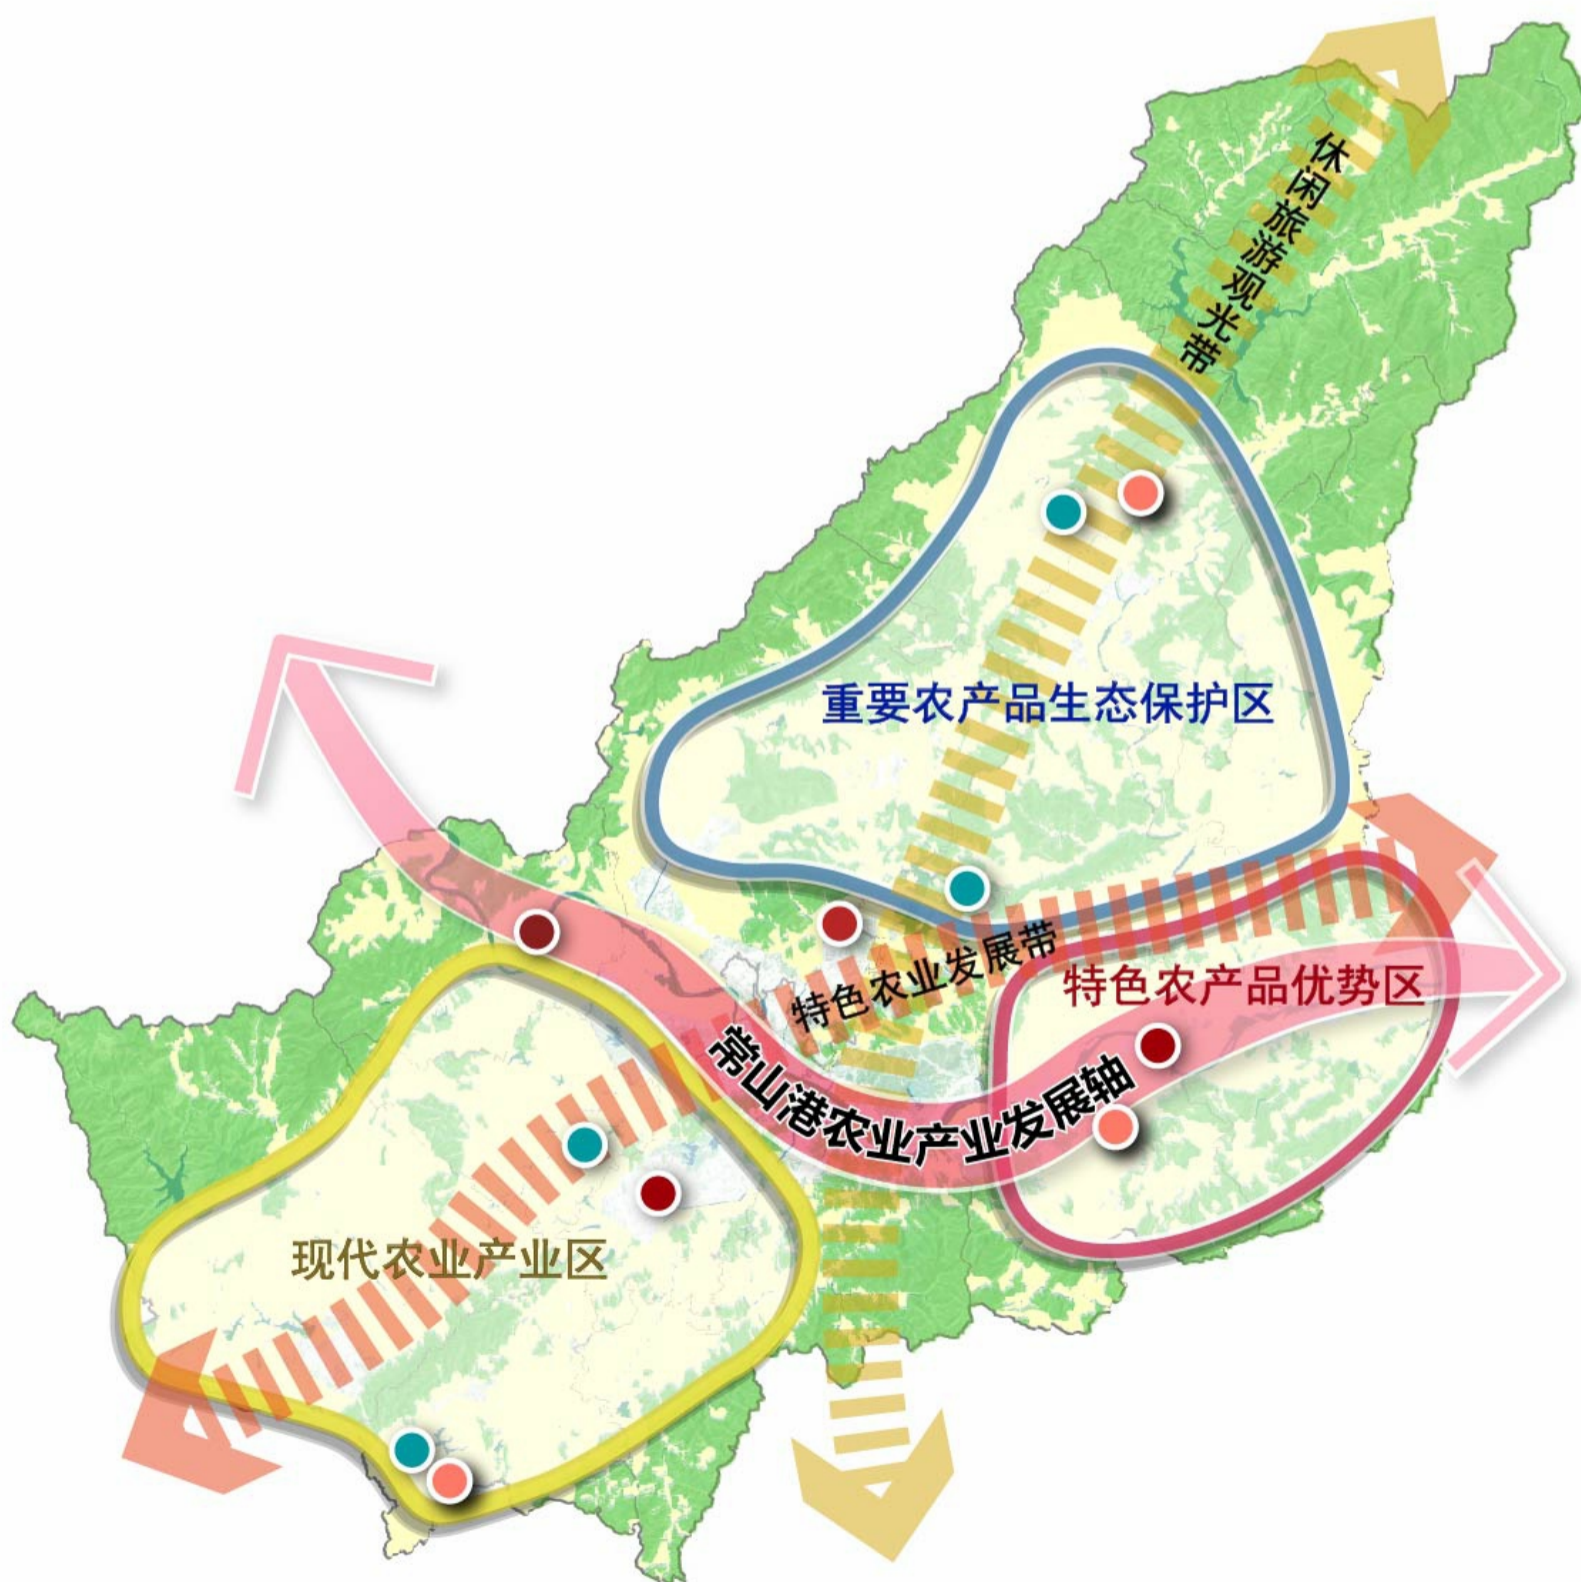 休闲旅游观光带
重要农产品生态保护区
特色农业发展带
特色农产品优势区
常山港农业产业发展轴
现代农业产业区